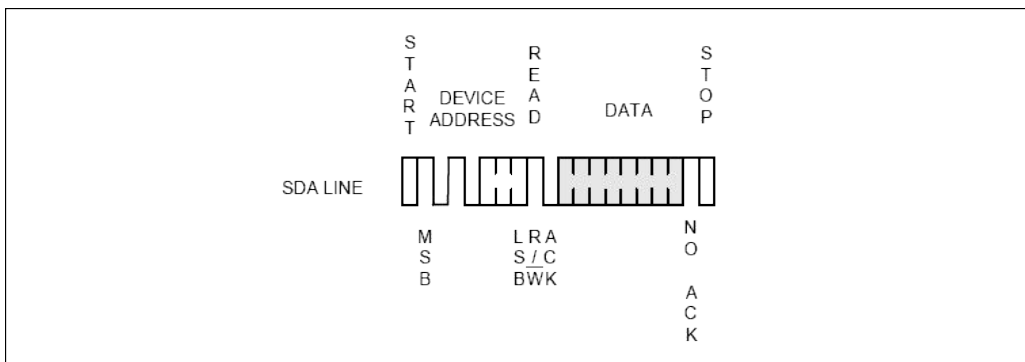 START
DEVICE
ADDRESS
READ
DATA
STOP
SDA LINE
MSB
LSB
R/W
ACK
NO ACK